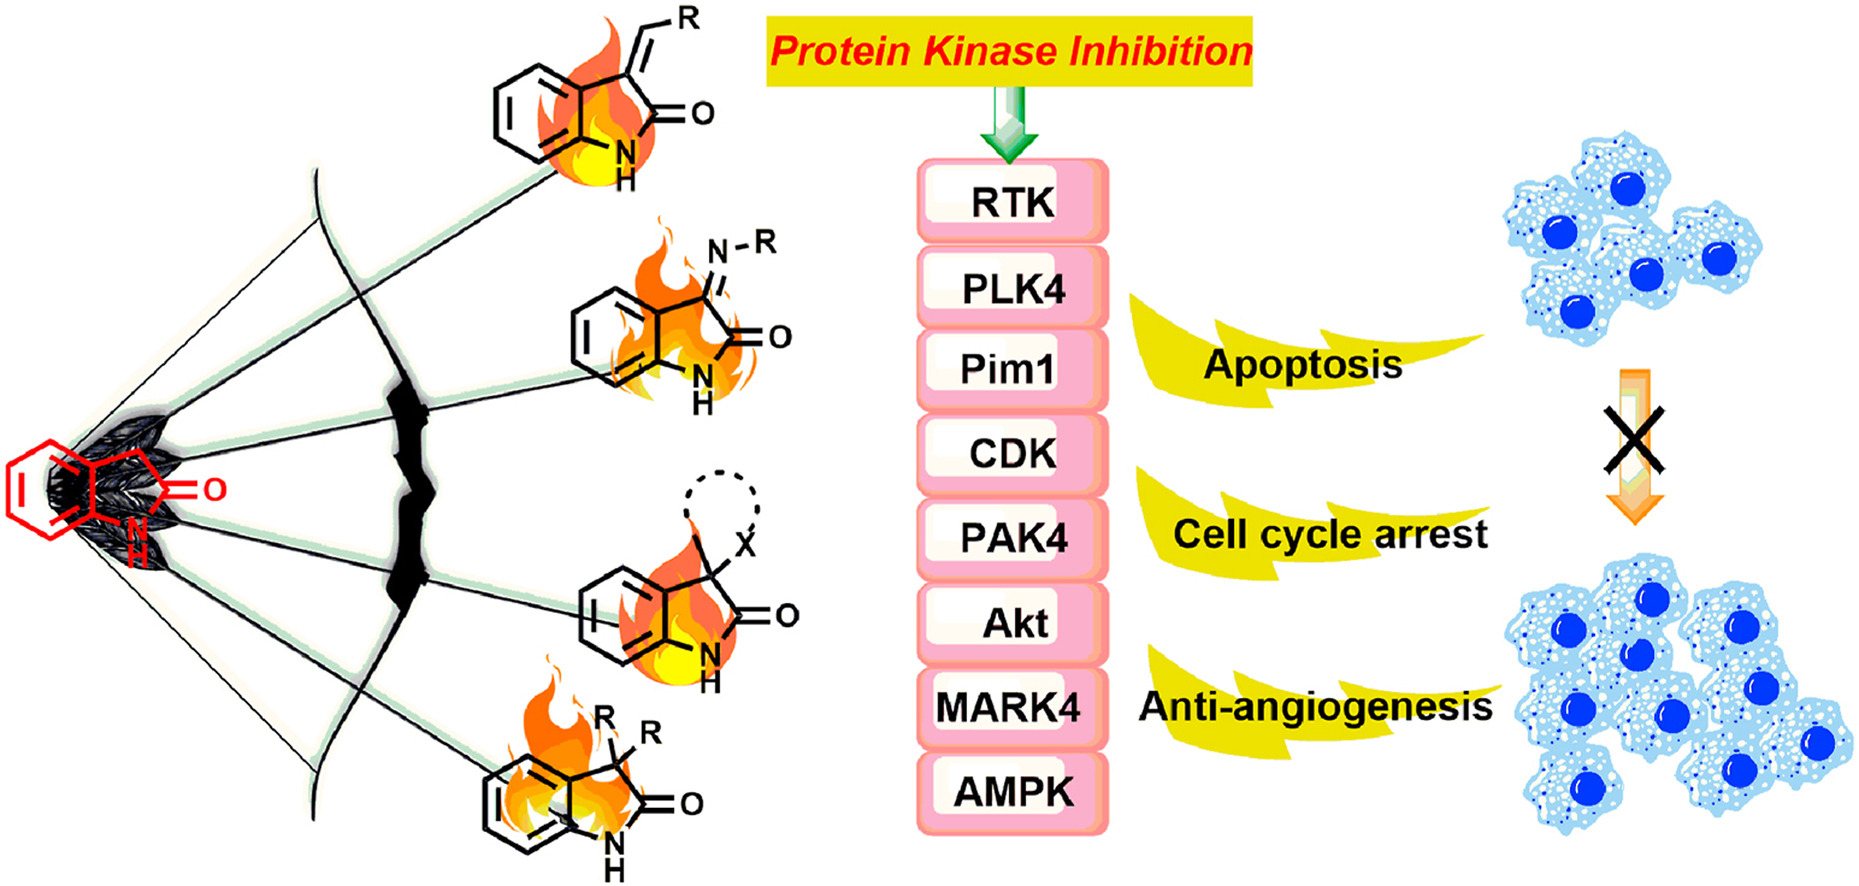 R
O
N
H
Protein Kinase Inhibition
N
R
O
N
H
O
N
H
X
O
N
H
R
R
O
N
H
RTK
PLK4
Pim1
CDK
PAK4
Akt
MARK4
AMPK
Apoptosis
Cell cycle arrest
Anti-angiogenesis